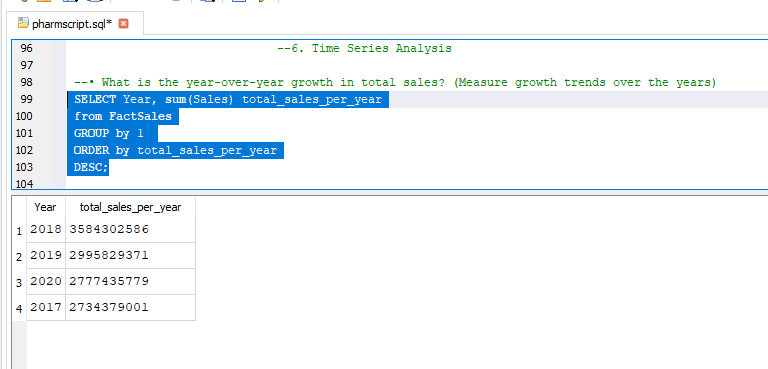 pharmscript.sql*
96 --6. Time Series Analysis
97
98 --• What is the year-over-year growth in total sales? (Measure growth trends over the years)
99 SELECT Year, sum(Sales) total_sales_per_year
100 from FactSales
101 GROUP by 1
102 ORDER by total_sales_per_year
103 DESC;
104
Year total_sales_per_year
1 2018 3584302586
2 2019 2995829371
3 2020 2777435779
4 2017 2734379001